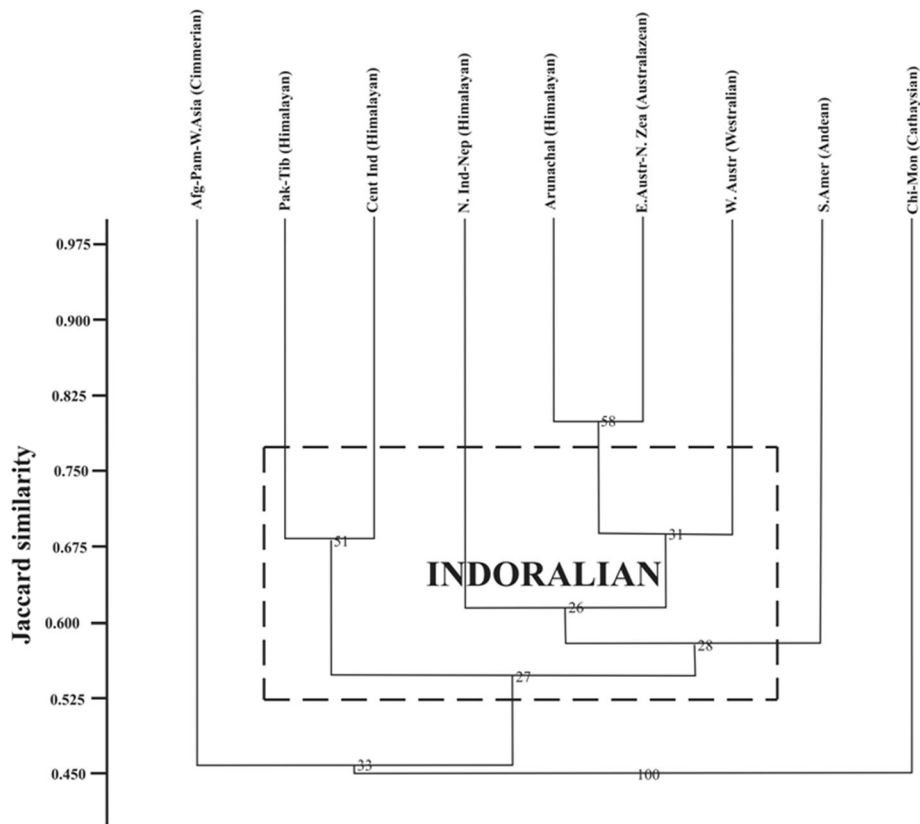 Afg-Pam-W.Asia (Cimmerian)
Pak-Tib (Himalayan)
Cent Ind (Himalayan)
N. Ind-Nep (Himalayan)
Arunachal (Himalayan)
E.Austr-N. Zea (Australazean)
W. Austr (Westralian)
S.Amer (Andean)
Chi-Mon (Cathaysian)
Jaccard similarity
0.975
0.900
0.825
0.750
0.675
0.600
0.525
0.450
58
51
31
INDORALIAN
26
28
27
33
100